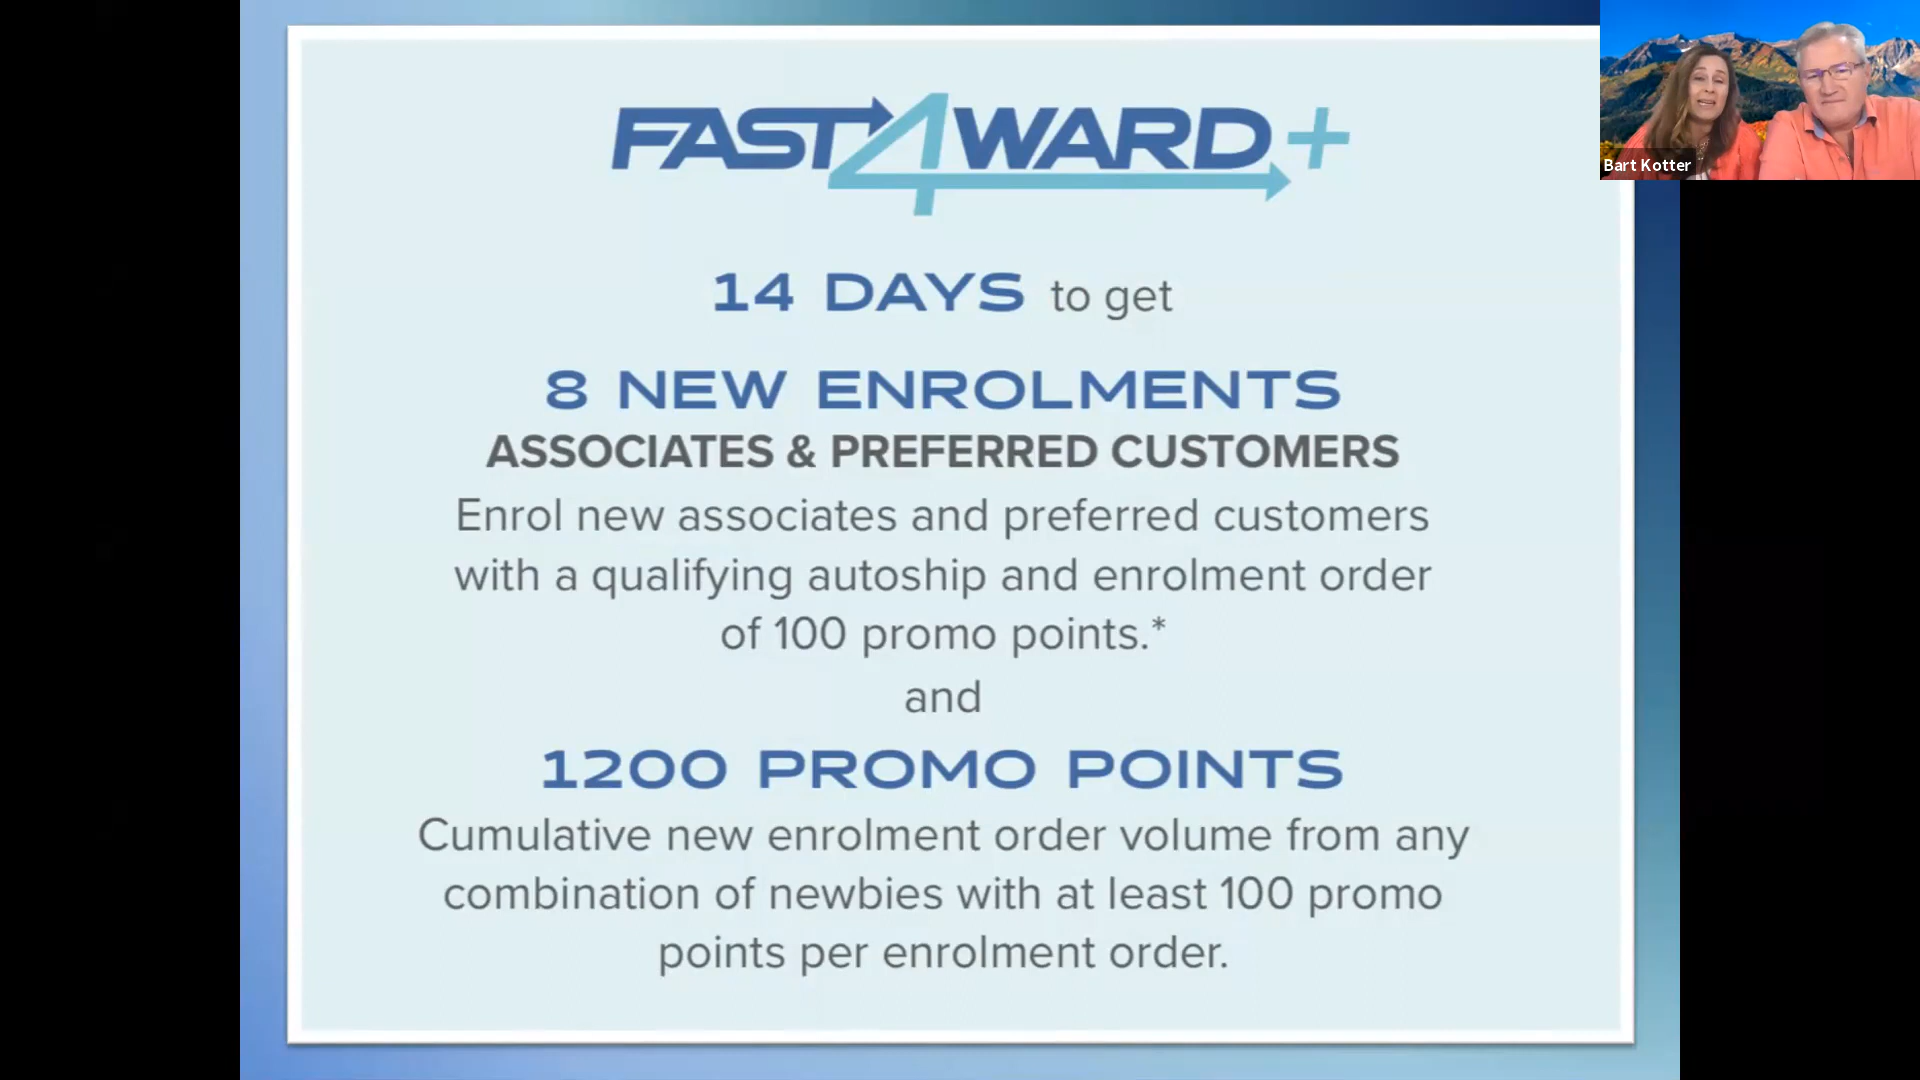 FAST4WARD+
14 DAYS to get
8 NEW ENROLMENTS
ASSOCIATES & PREFERRED CUSTOMERS
Enrol new associates and preferred customers
with a qualifying autoship and enrolment order
of 100 promo points.*
and
1200 PROMO POINTS
Cumulative new enrolment order volume from any
combination of newbies with at least 100 promo
points per enrolment order.
Bart Kotter